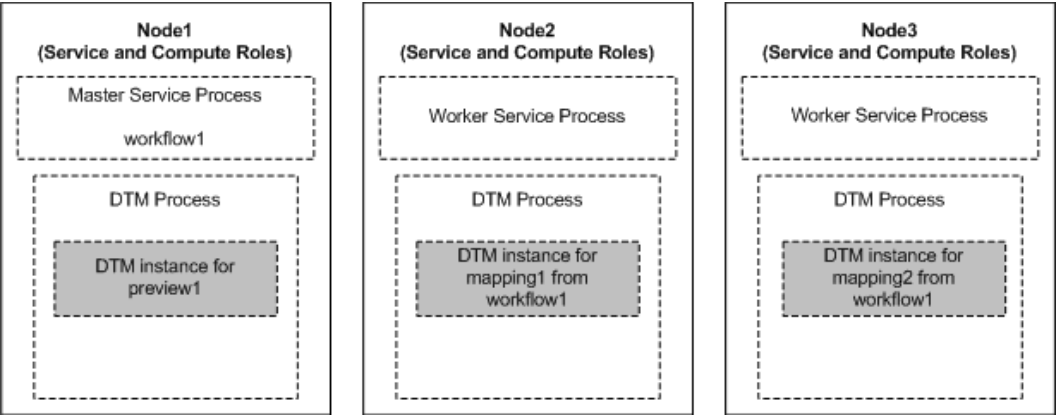 Node1
(Service and Compute Roles)
Master Service Process
workflow1
DTM Process
DTM instance for
preview1
Node2
(Service and Compute Roles)
Worker Service Process
DTM Process
DTM instance for
mapping1 from
workflow1
Node3
(Service and Compute Roles)
Worker Service Process
DTM Process
DTM instance for
mapping2 from
workflow1